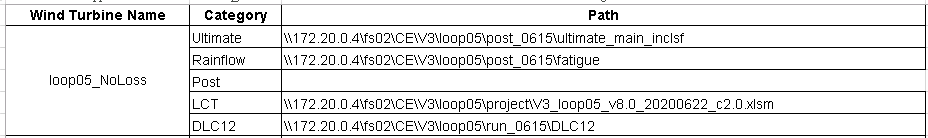 Wind Turbine Name Category Path
loop05_NoLoss
Ultimate \\172.20.0.4\fs02\CE\V3\loop05\post_0615\ultimate_main_inclsf
Rainflow \\172.20.0.4\fs02\CE\V3\loop05\post_0615\fatigue
Post
LCT \\172.20.0.4\fs02\CE\V3\loop05\project\V3_loop05_v8.0_20200622_c2.0.xlsm
DLC12 \\172.20.0.4\fs02\CE\V3\loop05\run_0615\DLC12